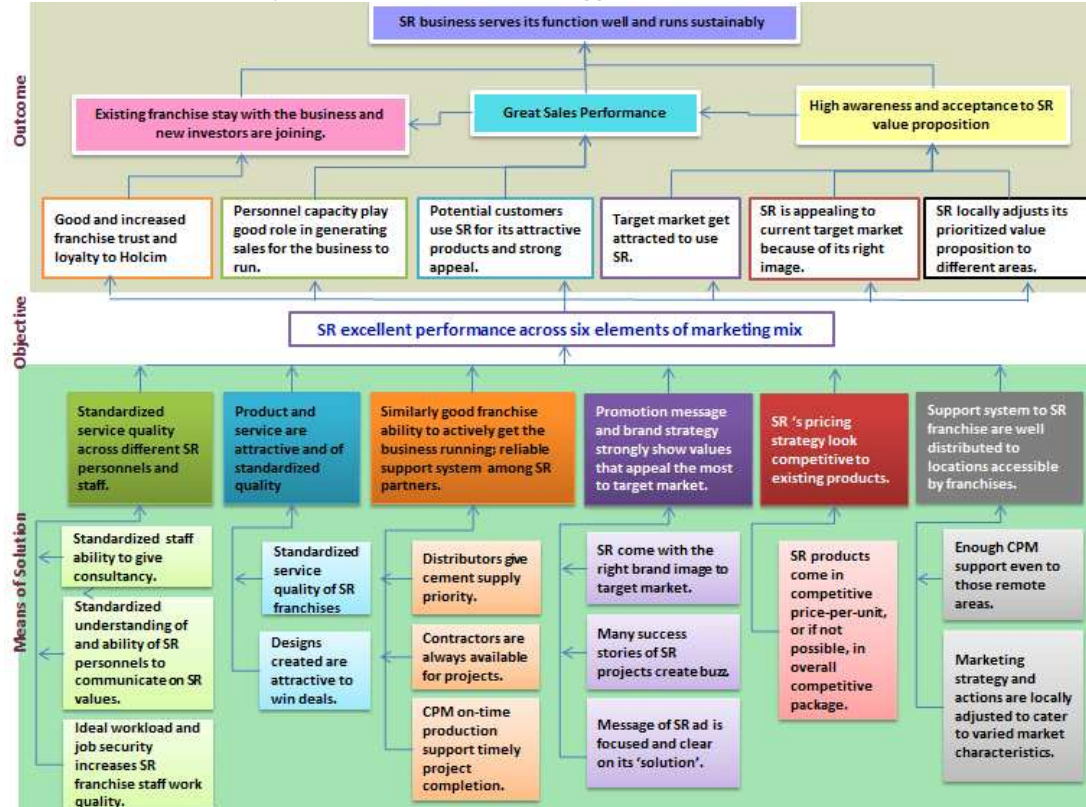 SR business serves its function well and runs sustainably
Outcome
Existing franchise stay with the business and
new investors are joining.
Great Sales Performance
High awareness and acceptance to SR
value proposition
Good and increased
franchise trust and
loyalty to Holcim
Personnel capacity play
good role in generating
sales for the business to
run.
Potential customers
use SR for its attractive
products and strong
appeal.
Target market get
attracted to use
SR.
SR is appealing to
current target market
because of its right
image.
SR locally adjusts its
prioritized value
proposition to
different areas.
Objective
SR excellent performance across six elements of marketing mix
Means of Solution
Standardized
service quality
across different SR
personnels and
staff.
Product and
service are
attractive and of
standardized
quality
Similarly good franchise
ability to actively get the
business running; reliable
support system among SR
partners.
Promotion message
and brand strategy
strongly show values
that appeal the most
to target market.
SR 's pricing
strategy look
competitive to
existing products.
Support system to SR
franchise are well
distributed to
locations accessible
by franchises.
Standardized staff
ability to give
consultancy.
Standardized
understanding of
and ability of SR
personnels to
communicate on SR
values.
Ideal workload and
job security
increases SR
franchise staff work
quality.
Standardized
service
quality of SR
franchises
Designs
created are
attractive to
win deals.
Distributors give
cement supply
priority.
Contractors are
always available
for projects.
CPM on-time
production
support timely
project
completion.
SR come with the
right brand image to
target market.
Many success
stories of SR
projects create buzz.
Message of SR ad is
focused and clear
on its 'solution'.
SR products
come in
competitive
price-per-unit,
or if not
possible, in
overall
competitive
package.
Enough CPM
support even to
those remote
areas.
Marketing
strategy and
actions are locally
adjusted to cater
to varied market
characteristics.